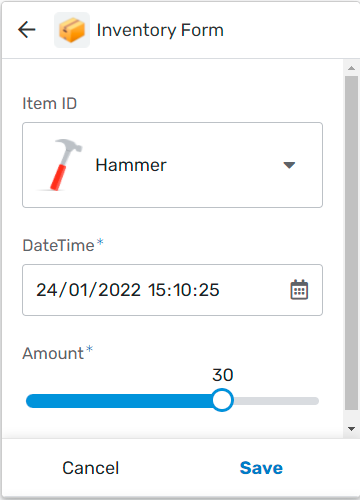 Inventory Form
Item ID
Hammer
DateTime*
24/01/2022 15:10:25
Amount*
30
Cancel Save